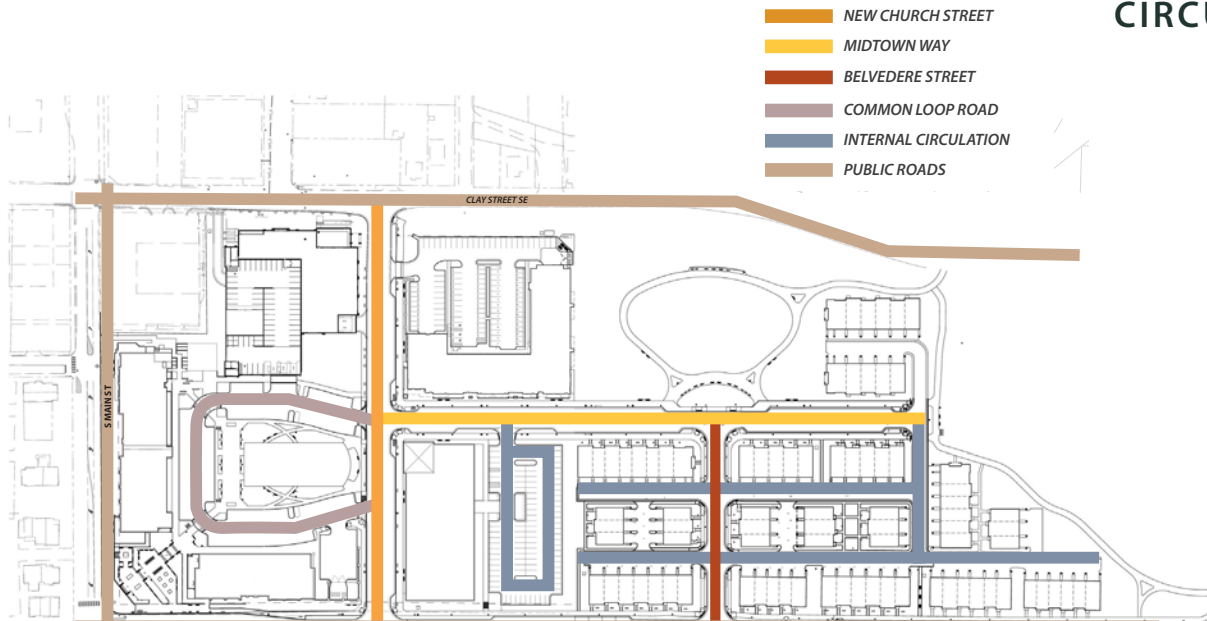 CIRCU
NEW CHURCH STREET
MIDTOWN WAY
BELVEDERE STREET
COMMON LOOP ROAD
INTERNAL CIRCULATION
PUBLIC ROADS
CLAY STREET SE
S MAIN ST